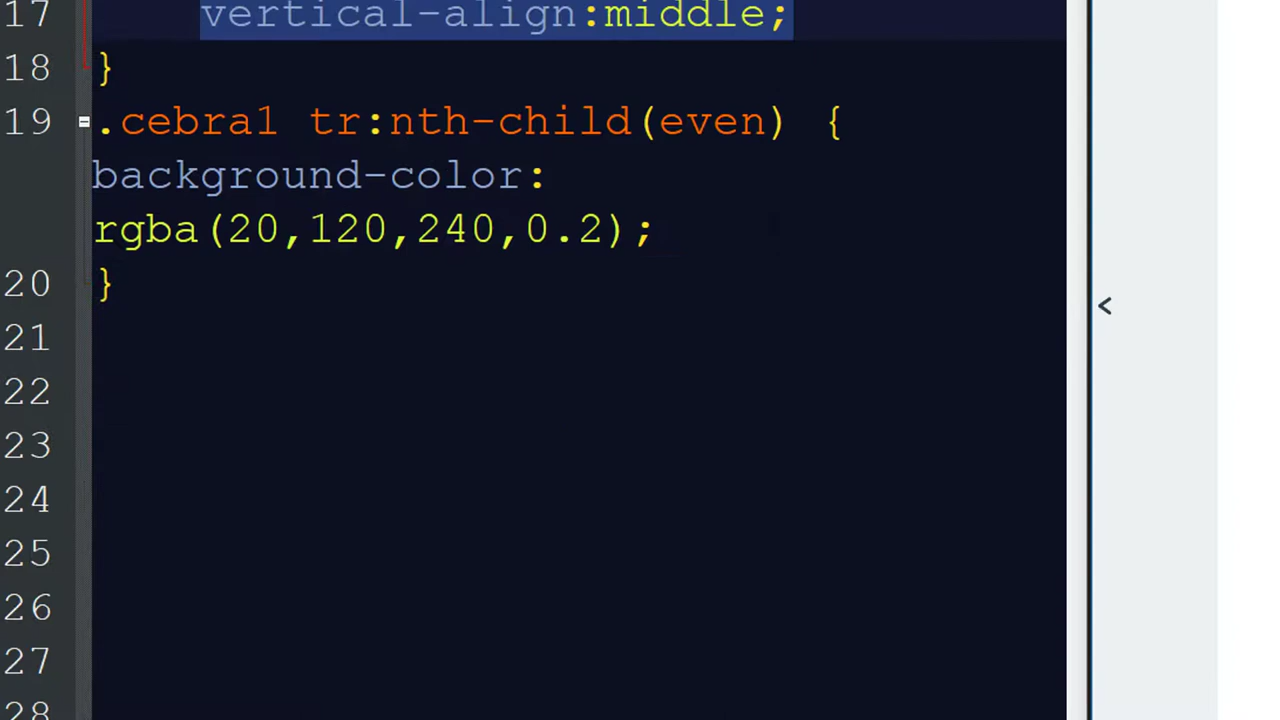 17 vertical-align:middle;
18 }
19 .cebra1 tr:nth-child(even) {
background-color:
rgba(20,120,240,0.2);
20 }
21
22
23
24
25
26
27
28
<